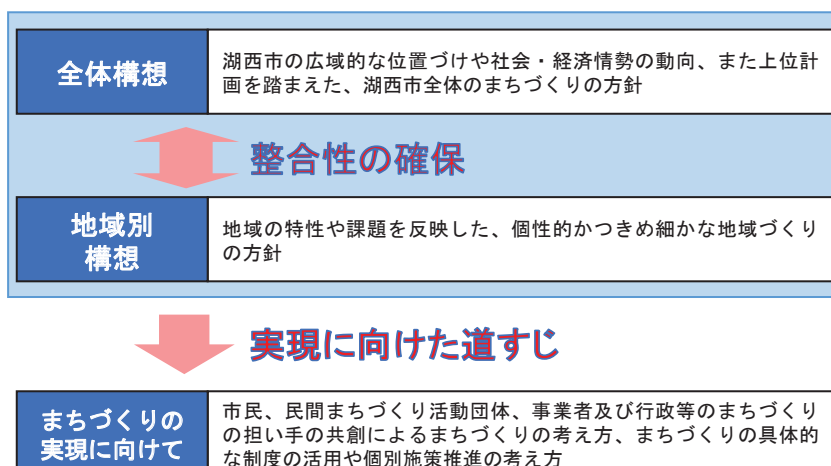 全体構想
湖西市の広域的な位置づけや社会・経済情勢の動向、また上位計
画を踏まえた、湖西市全体のまちづくりの方針
整合性の確保
地域別
構想
地域の特性や課題を反映した、個性的かつきめ細かな地域づくり
の方針
実現に向けた道すじ
まちづくりの
実現に向けて
市民、民間まちづくり活動団体、事業者及び行政等のまちづくり
の担い手の共創によるまちづくりの考え方、まちづくりの具体的
な制度の活用や個別施策推進の考え方